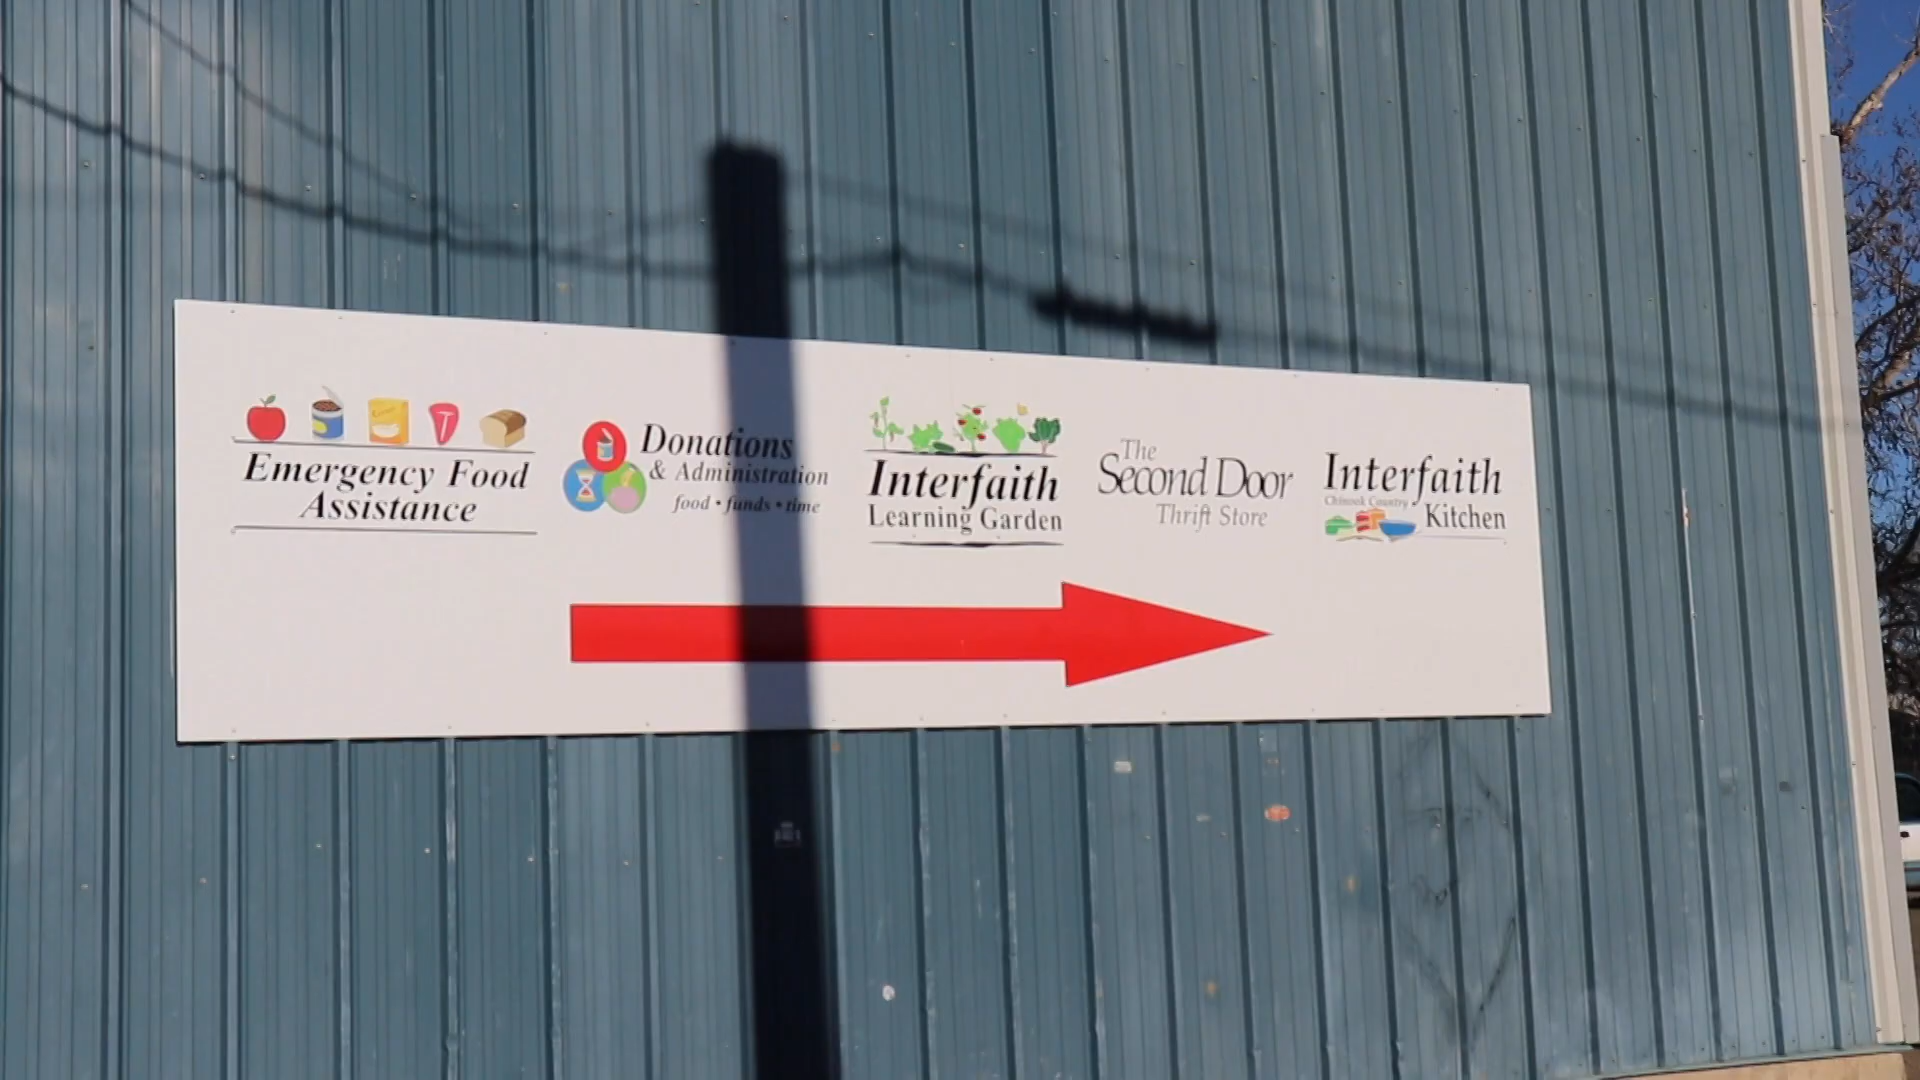 Emergency Food
Assistance
Donations
& Administration
food • funds • time
Interfaith
Learning Garden
The
Second Door
Thrift Store
Interfaith
Chinook Country
Kitchen